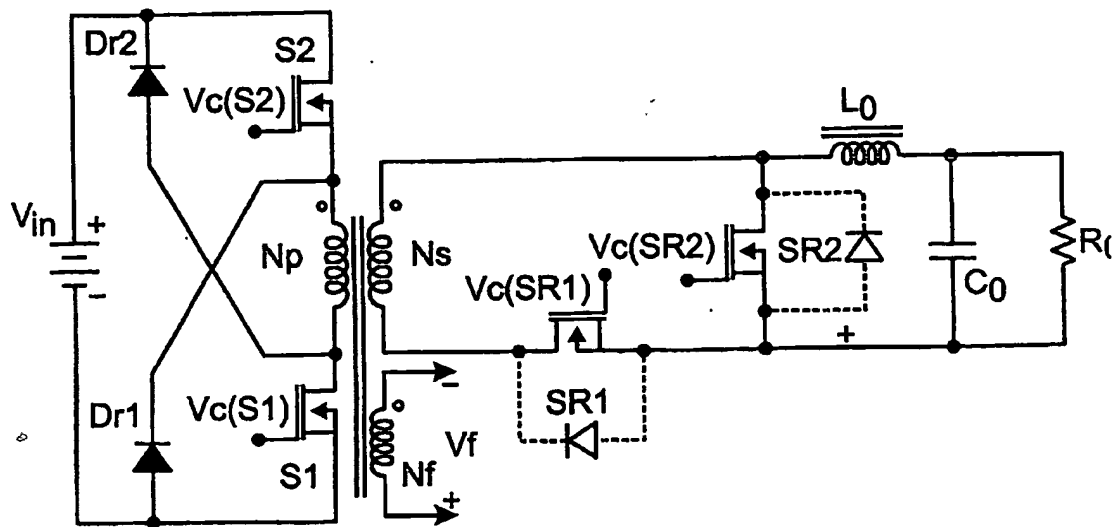 Dr2
S2
Vc(S2)
L0
Vin
+
-
Np
Ns
Vc(SR2)
SR2
C0
Vc(SR1)
+
Dr1
Vc(S1)
SR1
-
S1
Nf
Vf
+